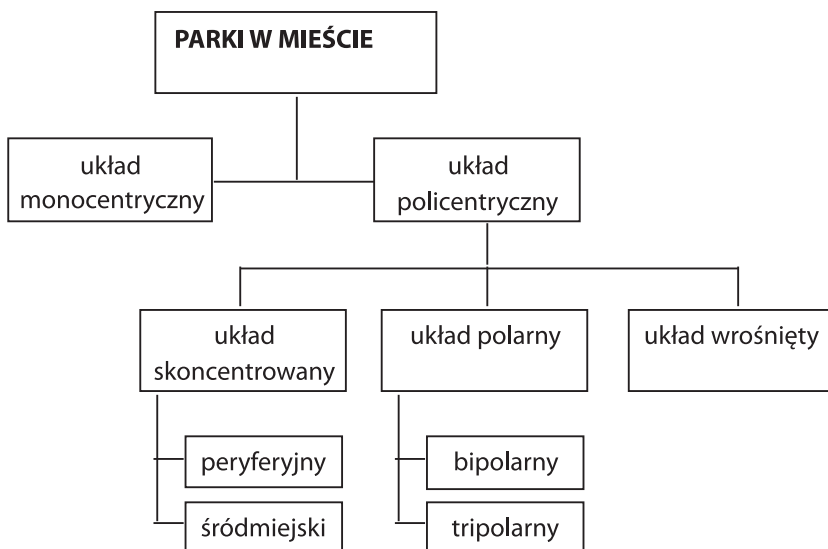 PARKI W MIEŚCIE
układ
monocentryczny
układ
policentryczny
układ
skoncentrowany
układ polarny
układ wrośnięty
peryferyjny
bipolarny
śródmiejski
tripolarny